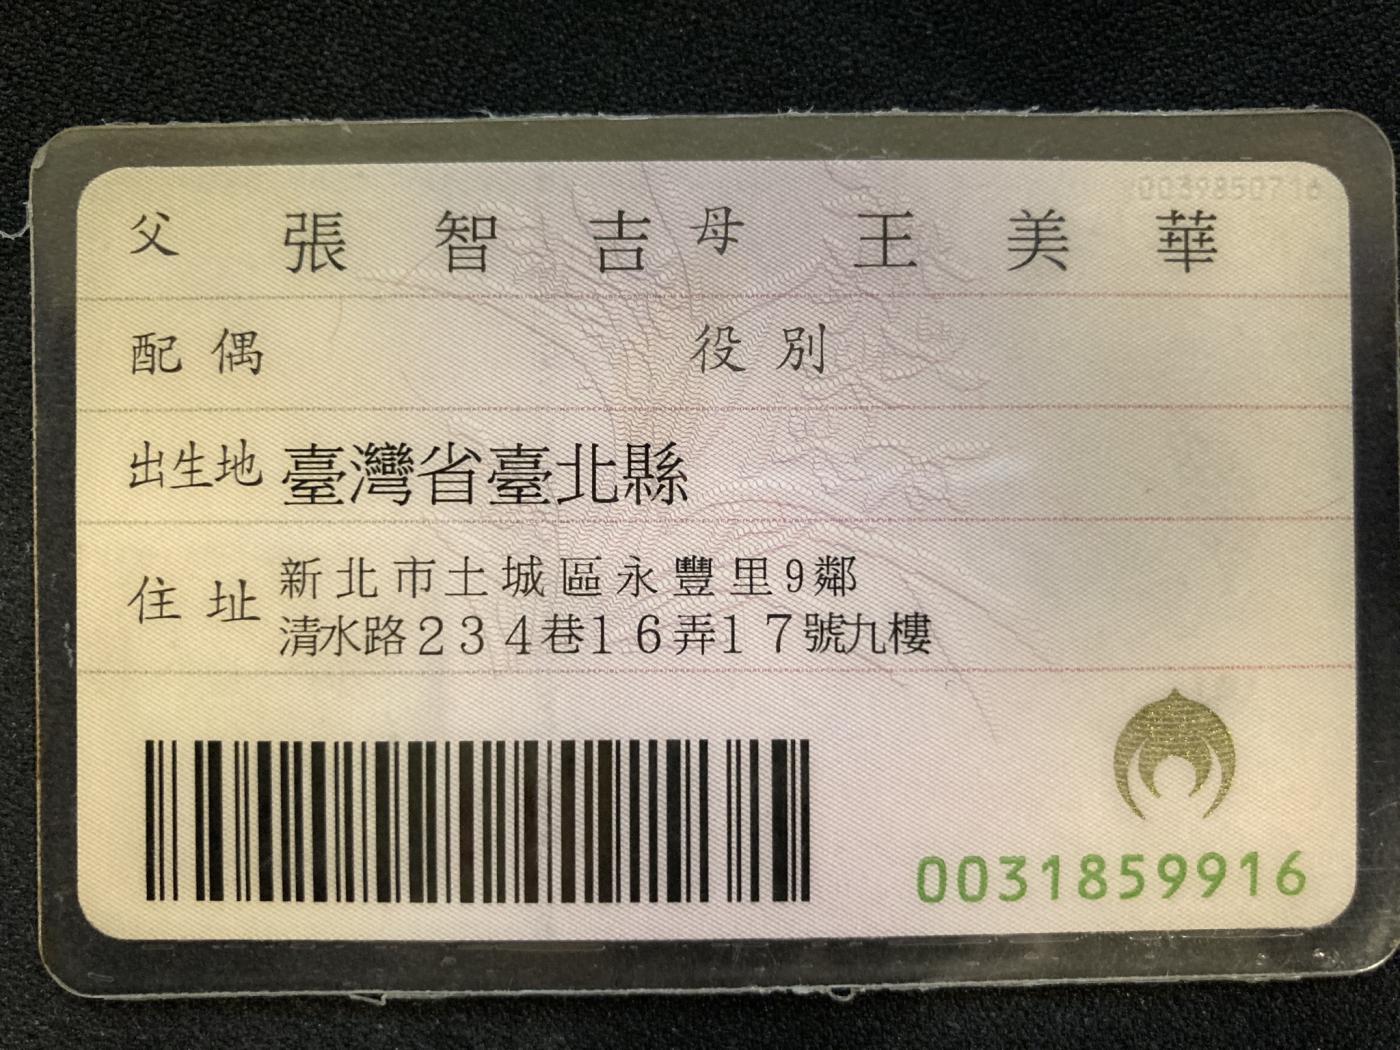 父 張智吉 母 王美華
配偶 役別
出生地 臺灣省臺北縣
住址 新北市土城區永豐里9鄰
清水路234巷16弄17號九樓
0031859916